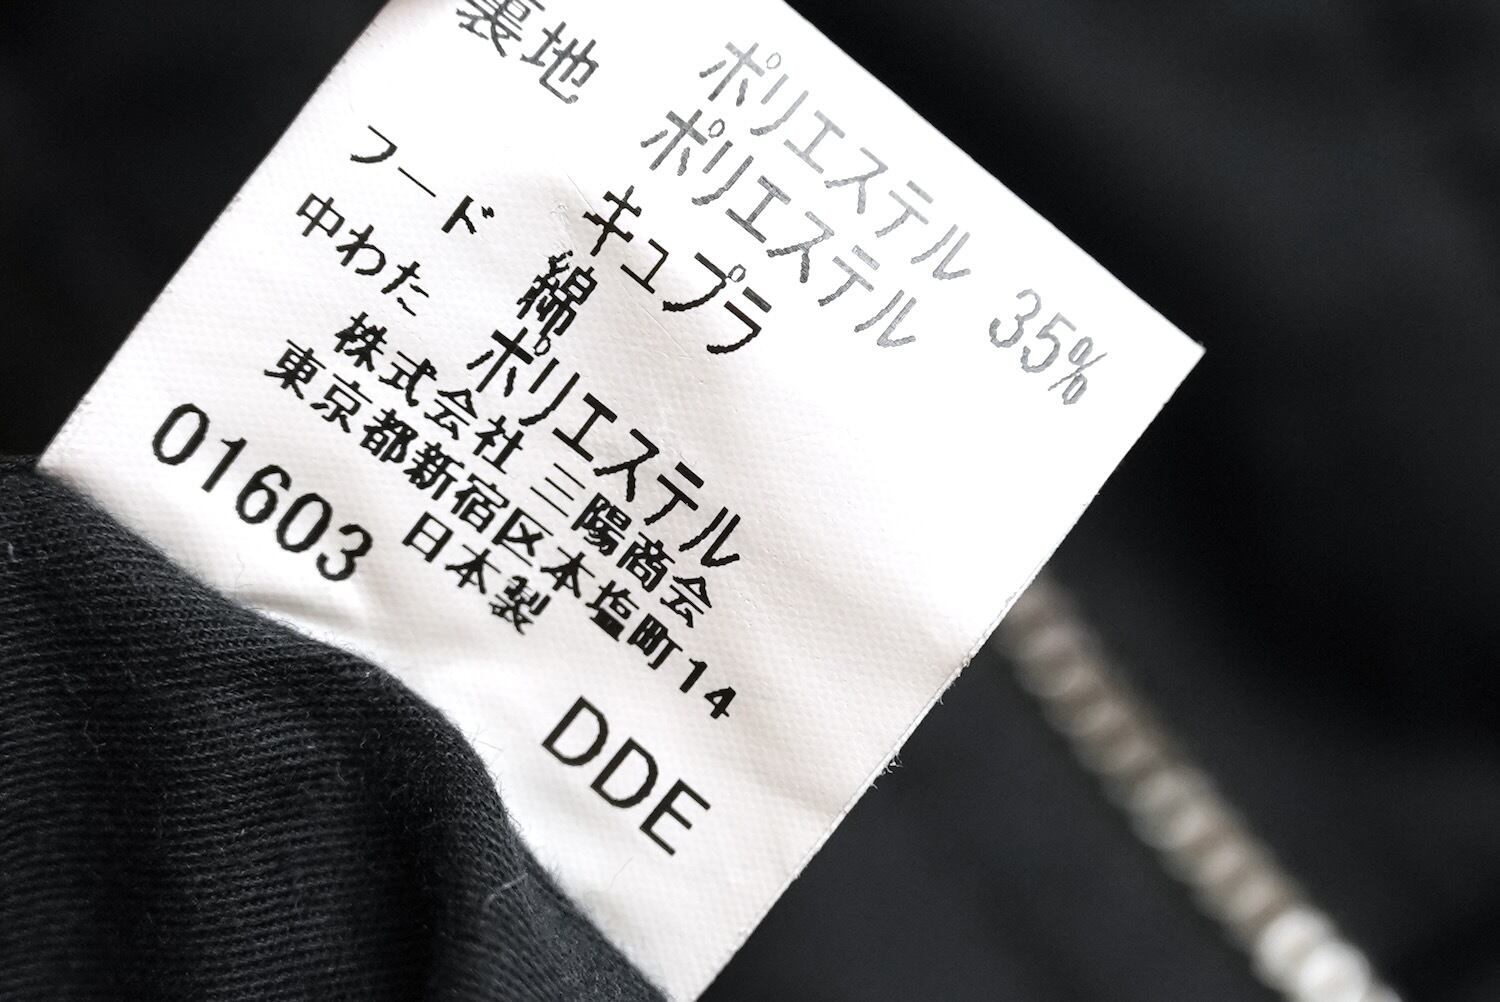 ポリエステル 35%
裏地 ポリエステル
キュプラ
フード 綿
中わた ポリエステル
株式会社 三陽商会
東京都新宿区本塩町14
日本製
01603 DDE